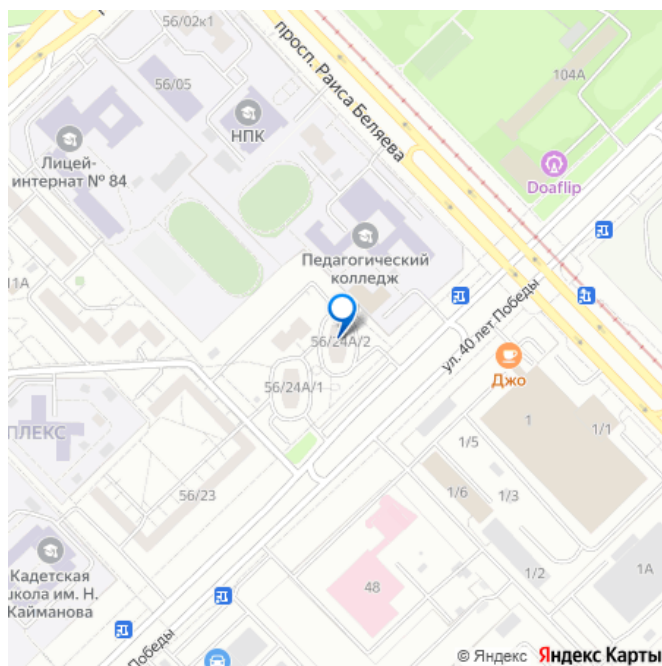 56/02к1
просп. Раиса Беляева
104А
56/05
НПК
Лицей-
интернат № 84
Doaflip
Педагогический
колледж
11А
56/24А/2
ул. 40 лет Победы
Джо
56/24А/1
ПЛЕКС
1
1/1
1/5
56/23
1/6
1/3
Кадетская
школа им. Н.
Кайманова
1/2
1А
48
Победы
© Яндекс Яндекс Карты